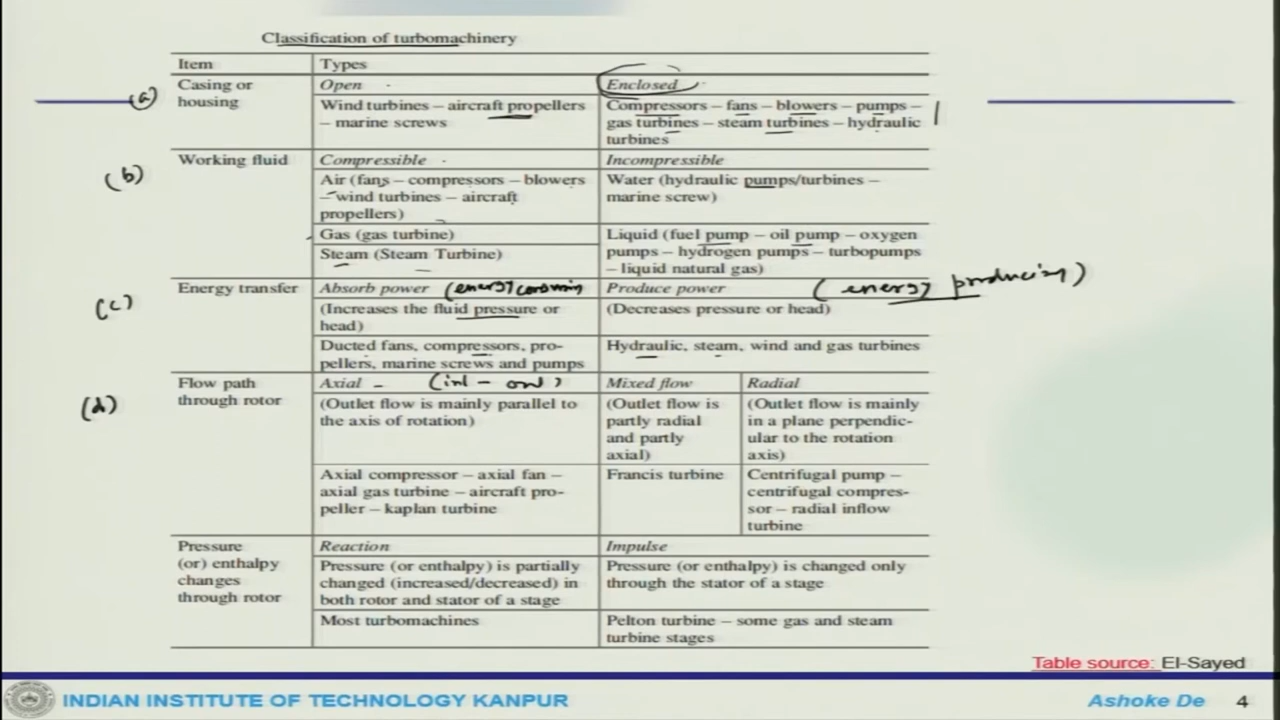 Classification of turbomachinery
Item Types
(a) Casing or housing
Open
Enclosed
Wind turbines – aircraft propellers
– marine screws
Compressors – fans – blowers – pumps –
gas turbines – steam turbines – hydraulic
turbines
(b) Working fluid
Compressible
Incompressible
Air (fans – compressors – blowers
– wind turbines – aircraft
propellers)
Water (hydraulic pumps/turbines –
marine screw)
Gas (gas turbine)
Steam (Steam Turbine)
Liquid (fuel pump – oil pump – oxygen
pumps – hydrogen pumps – turbopumps
– liquid natural gas)
(c) Energy transfer
Absorb power (energy
Produce power (energy producing)
(Increases the fluid pressure or
head)
(Decreases pressure or head)
Ducted fans, compressors, pro-
pellers, marine screws and pumps
Hydraulic, steam, wind and gas turbines
(d) Flow path
through rotor
Axial
Mixed flow
Radial
(Outlet flow is mainly parallel to
the axis of rotation)
(Outlet flow is
partly radial
and partly
axial)
(Outlet flow is mainly
in a plane perpendic-
ular to the rotation
axis)
Axial compressor – axial fan –
axial gas turbine – aircraft pro-
peller – kaplan turbine
Francis turbine
Centrifugal pump –
centrifugal compres-
sor – radial inflow
turbine
Pressure
(or) enthalpy
changes
through rotor
Reaction
Impulse
Pressure (or enthalpy) is partially
changed (increased/decreased) in
both rotor and stator of a stage
Pressure (or enthalpy) is changed only
through the stator of a stage
Most turbomachines
Pelton turbine – some gas and steam
turbine stages
Table source: El-Sayed
INDIAN INSTITUTE OF TECHNOLOGY KANPUR
Ashoke De 4